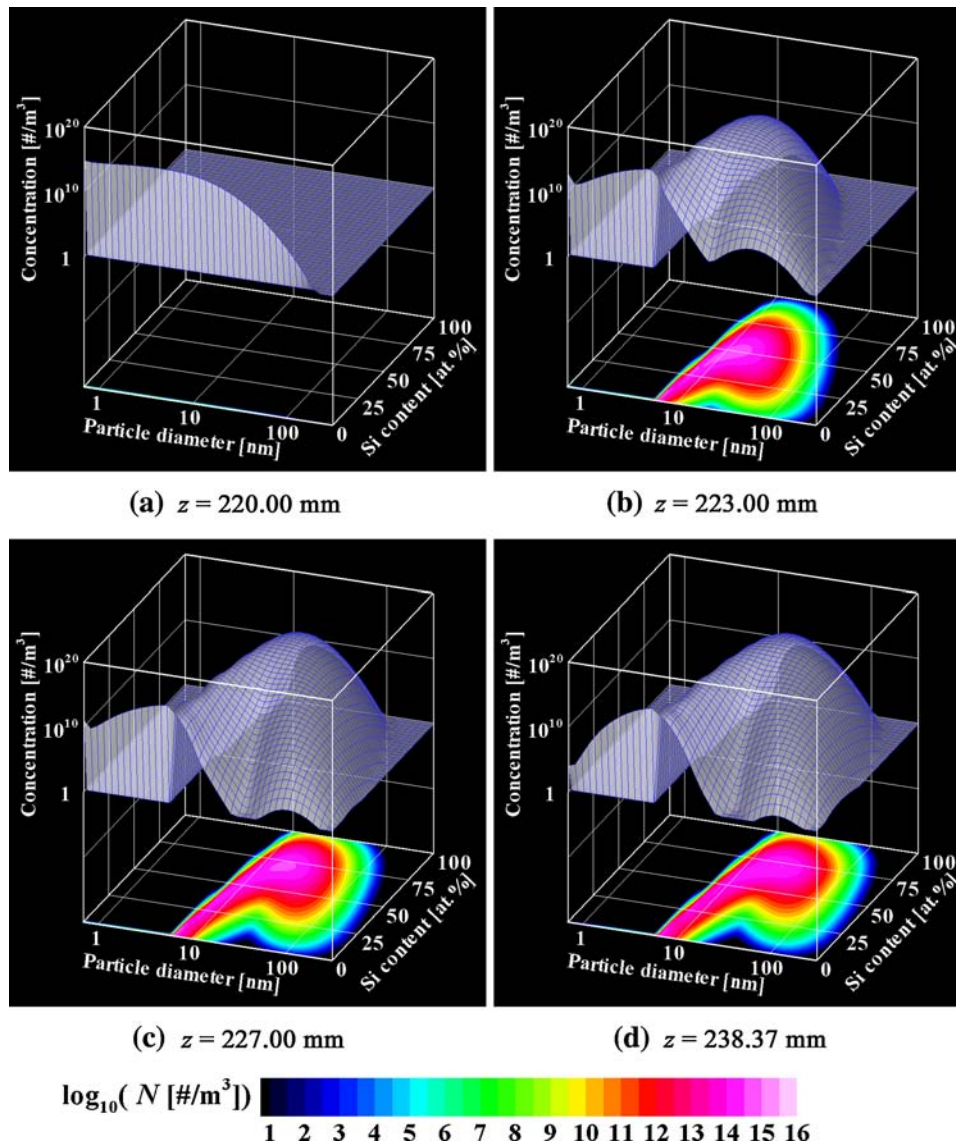 Concentration [#/m³]
10²⁰
10¹⁰
1
1
10
100
Particle diameter [nm]
0
25
50
75
100
Si content [at.%]
(a) z = 220.00 mm
Concentration [#/m³]
10²⁰
10¹⁰
1
1
10
100
Particle diameter [nm]
0
25
50
75
100
Si content [at.%]
(b) z = 223.00 mm
Concentration [#/m³]
10²⁰
10¹⁰
1
1
10
100
Particle diameter [nm]
0
25
50
75
100
Si content [at.%]
(c) z = 227.00 mm
Concentration [#/m³]
10²⁰
10¹⁰
1
1
10
100
Particle diameter [nm]
0
25
50
75
100
Si content [at.%]
(d) z = 238.37 mm
log₁₀( N [#/m³])
1 2 3 4 5 6 7 8 9 10 11 12 13 14 15 16